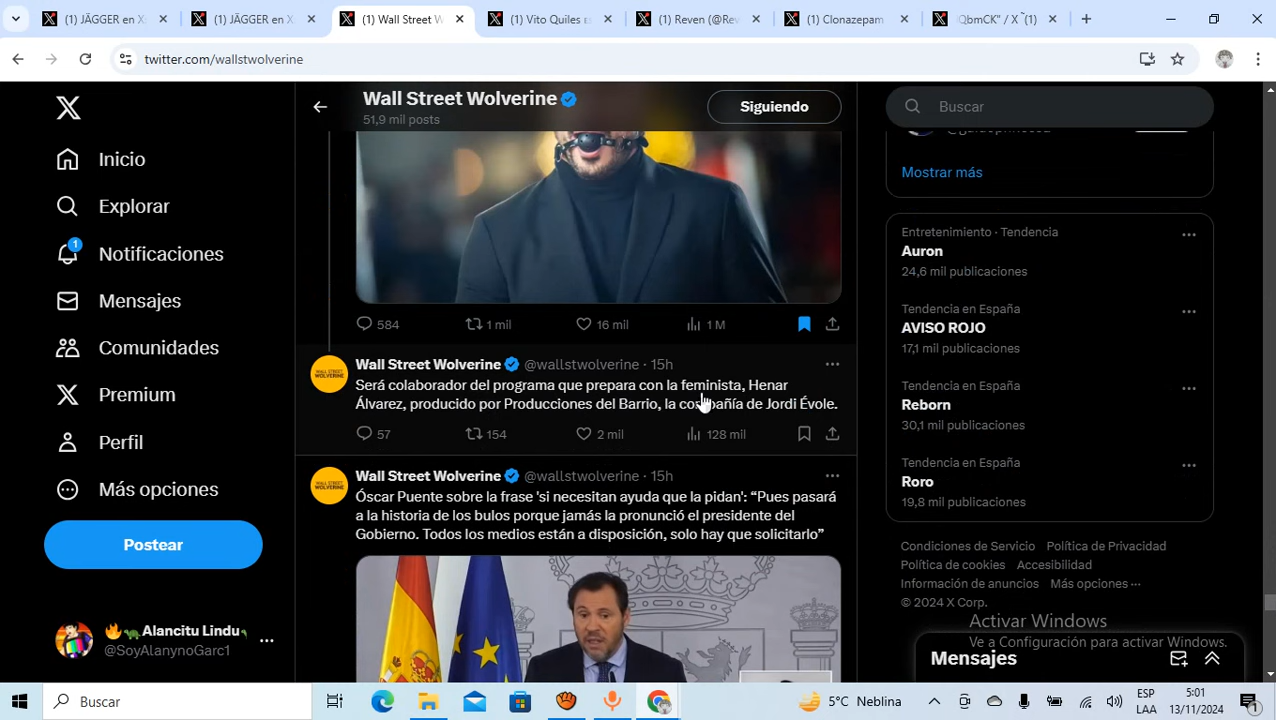 (1) JÄGGER en X
(1) JÄGGER en X
(1) Wall Street W
(1) Vito Quiles e
(1) Reven (@Rev
(1) Clonazepam
QbmCK" / X
(1)
twitter.com/wallstwolverine
Wall Street Wolverine
51,9 mil posts
Siguiendo
Buscar
Inicio
Explorar
1
Notificaciones
Mensajes
Comunidades
Premium
Perfil
Más opciones
Postear
🔥🦎Alancitu Lindu
@SoyAlanynoGarc1
584
1 mil
16 mil
1 M
Wall Street Wolverine @wallstwolverine · 15h
Será colaborador del programa que prepara con la feminista, Henar
Álvarez, producido por Producciones del Barrio, la compañía de Jordi Évole.
57
154
2 mil
128 mil
WALL STREET
WOLVERINE
Wall Street Wolverine @wallstwolverine · 15h
Óscar Puente sobre la frase 'si necesitan ayuda que la pidan': “Pues pasará
a la historia de los bulos porque jamás la pronunció el presidente del
Gobierno. Todos los medios están a disposición, solo hay que solicitarlo”
WALL STREET
WOLVERINE
Mostrar más
Entretenimiento · Tendencia
Auron
24,6 mil publicaciones
Tendencia en España
AVISO ROJO
17,1 mil publicaciones
Tendencia en España
Reborn
30,1 mil publicaciones
Tendencia en España
Roro
19,8 mil publicaciones
Condiciones de Servicio Política de Privacidad
Política de cookies Accesibilidad
Información de anuncios Más opciones ···
© 2024 X Corp.
Activar Windows
Ve a Configuración para activar Windows.
Mensajes
Buscar
5°C Neblina
ESP
LAA
5:01
13/11/2024
1